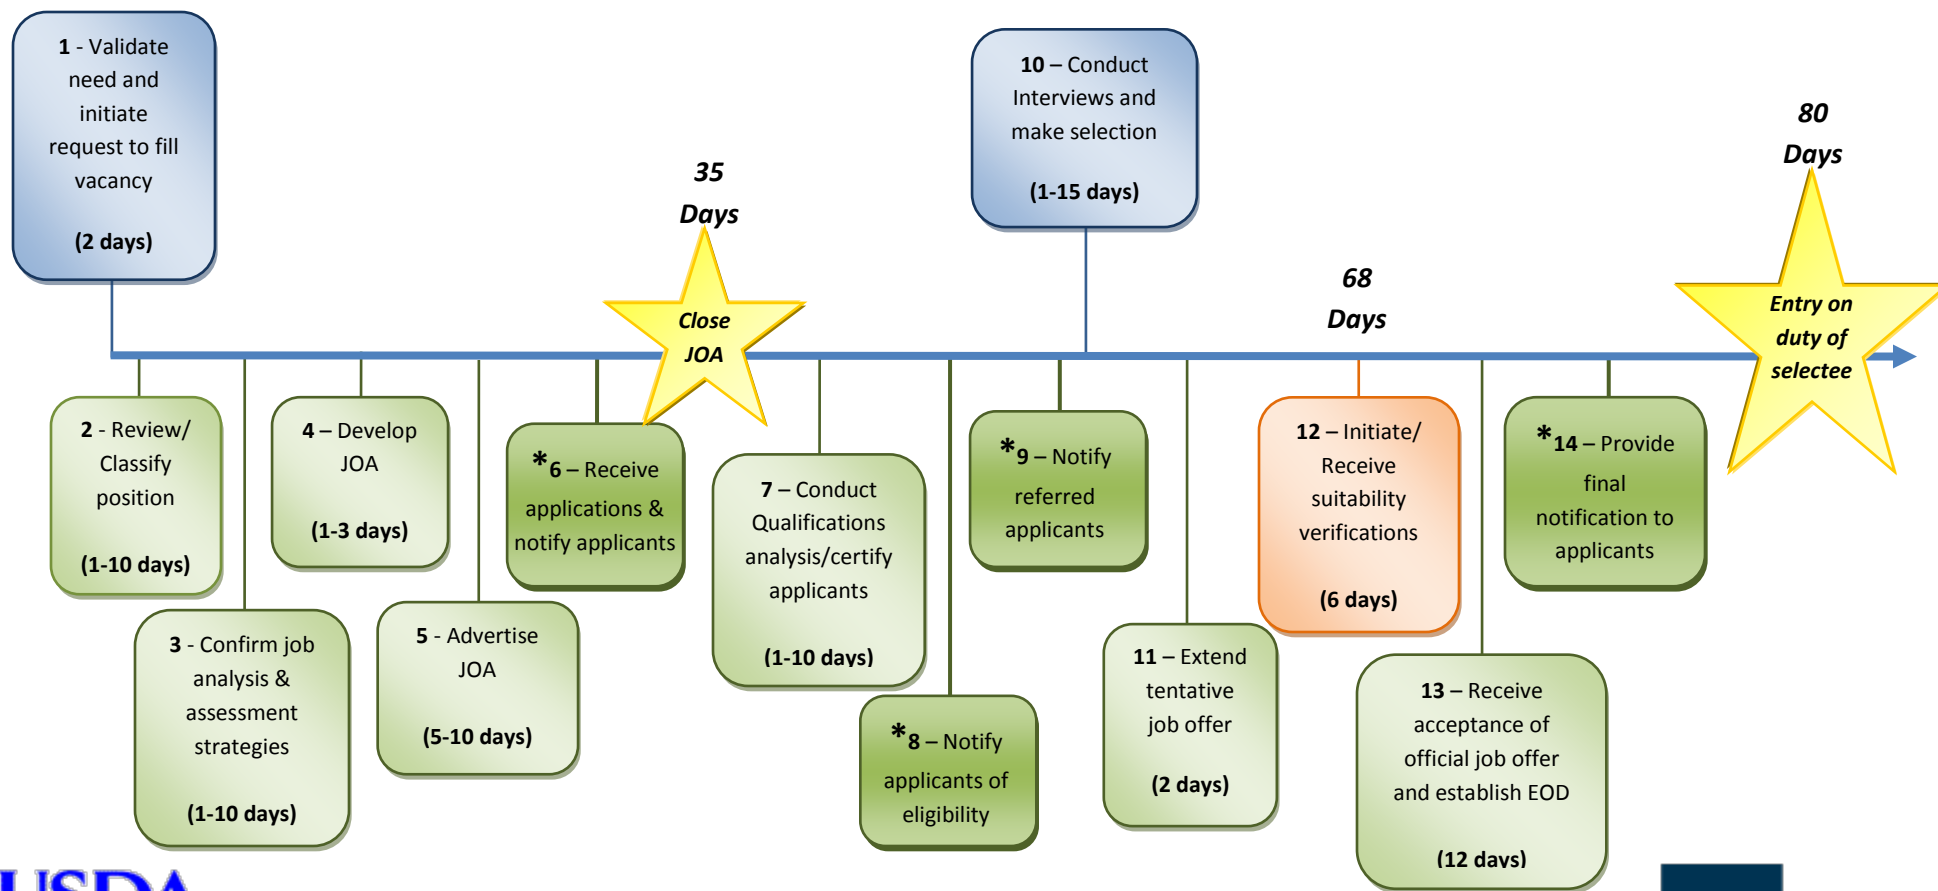 1 - Validate
need and
initiate
request to fill
vacancy
(2 days)
10 – Conduct
Interviews and
make selection
(1-15 days)
35
Days
Close
JOA
68
Days
80
Days
Entry on
duty of
selectee
2 - Review/
Classify
position
(1-10 days)
3 - Confirm job
analysis &
assessment
strategies
(1-10 days)
4 – Develop
JOA
(1-3 days)
5 - Advertise
JOA
(5-10 days)
*6 – Receive
applications &
notify applicants
7 – Conduct
Qualifications
analysis/certify
applicants
(1-10 days)
*8 – Notify
applicants of
eligibility
*9 – Notify
referred
applicants
11 – Extend
tentative
job offer
(2 days)
12 – Initiate/
Receive
suitability
verifications
(6 days)
13 – Receive
acceptance of
official job offer
and establish EOD
(12 days)
*14 – Provide
final
notification to
applicants
USDA